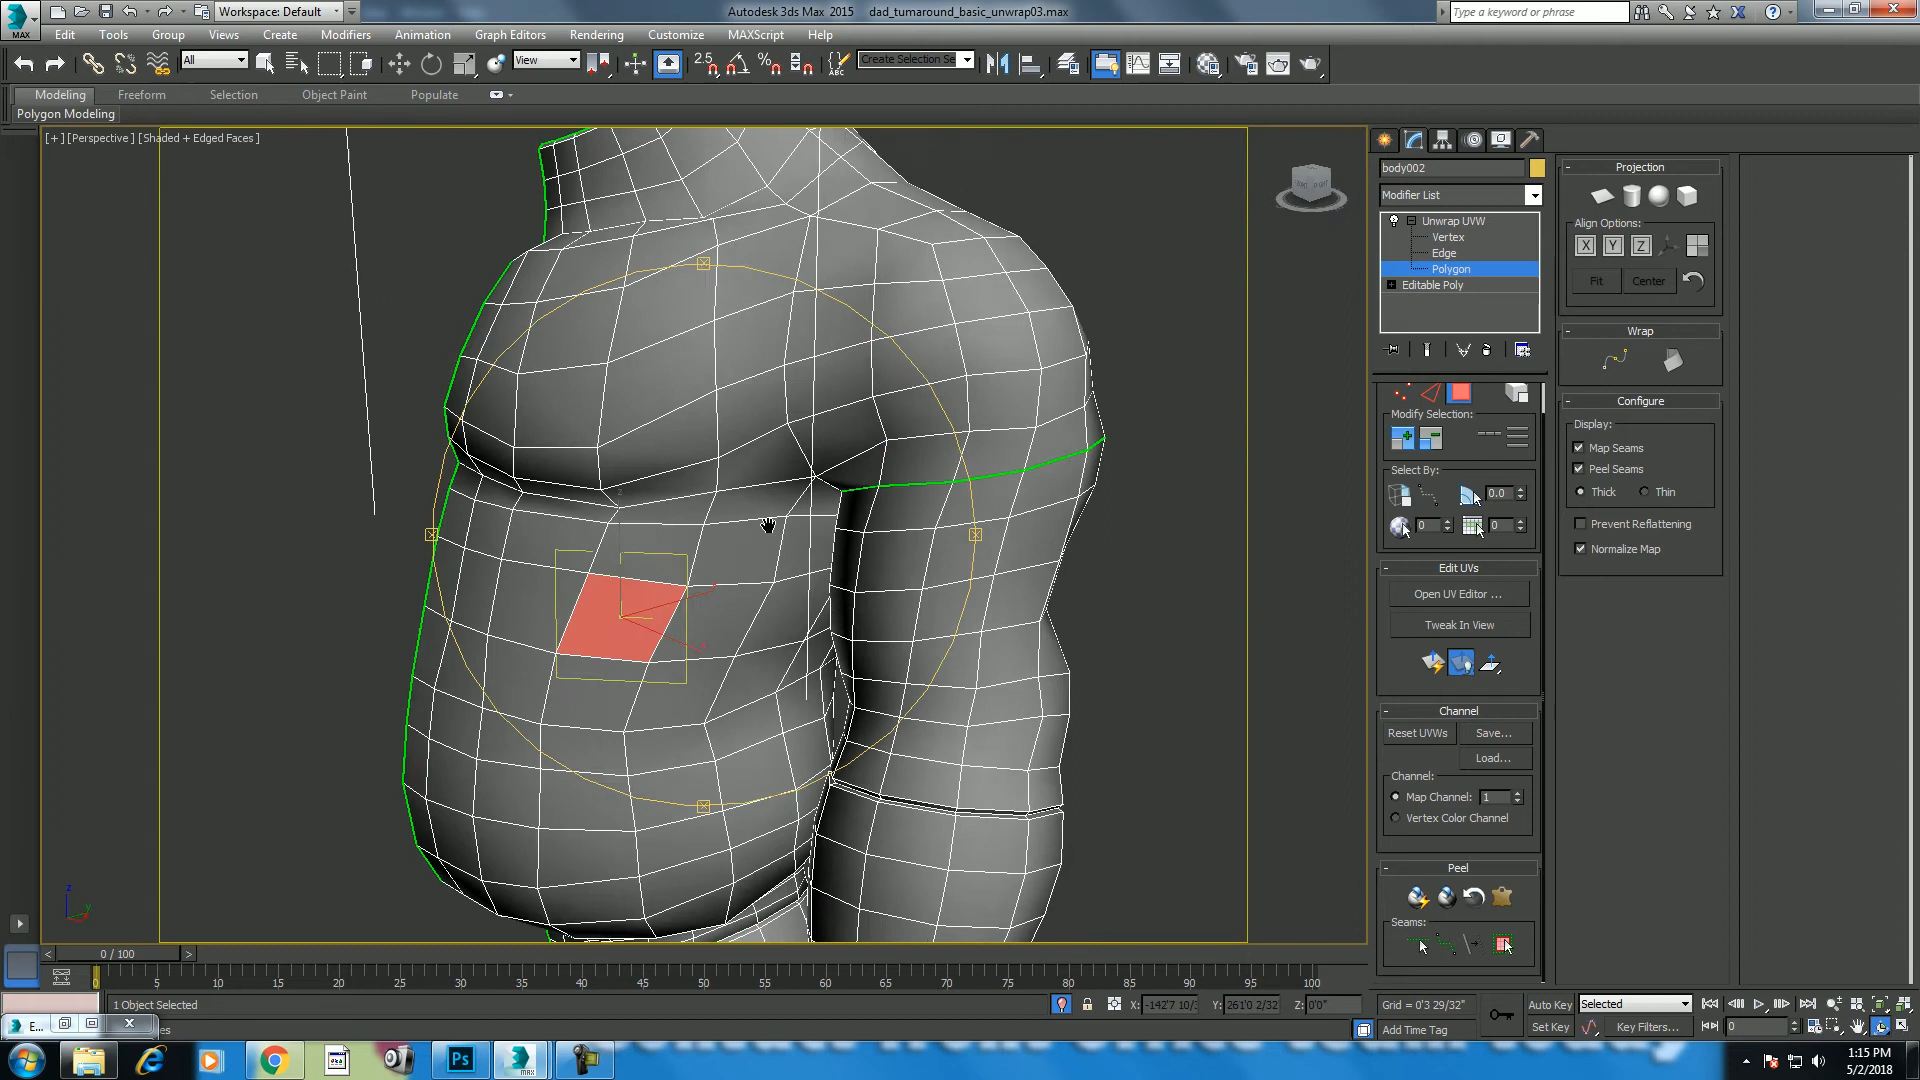 Workspace: Default
Autodesk 3ds Max 2015   dad_turnaround_basic_unwrap03.max
Type a keyword or phrase
MAX
Edit Tools Group Views Create Modifiers Animation Graph Editors Rendering Customize MAXScript Help
All View 2.5 Create Selection Se
Modeling Freeform Selection Object Paint Populate
Polygon Modeling
[+] [Perspective] [Shaded + Edged Faces]
body002
Modifier List
Unwrap UVW
Vertex
Edge
Polygon
Editable Poly
Modify Selection:
Select By:
0.0
0 0
Edit UVs
Open UV Editor ...
Tweak In View
Channel
Reset UVWs Save...
Load...
Channel:
Map Channel: 1
Vertex Color Channel
Peel
Seams:
Projection
Align Options:
X Y Z
Fit Center
Wrap
Configure
Display:
Map Seams
Peel Seams
Thick Thin
Prevent Reflattening
Normalize Map
0 / 100
0 5 10 15 20 25 30 35 40 45 50 55 60 65 70 75 80 85 90 95 100
1 Object Selected X: -142'7 10/3 Y: 261'0 2/32 Z: 0'0" Grid = 0'3 29/32" Auto Key Selected
E... Add Time Tag Set Key Key Filters... 0
Ps MAX
1:15 PM
5/2/2018